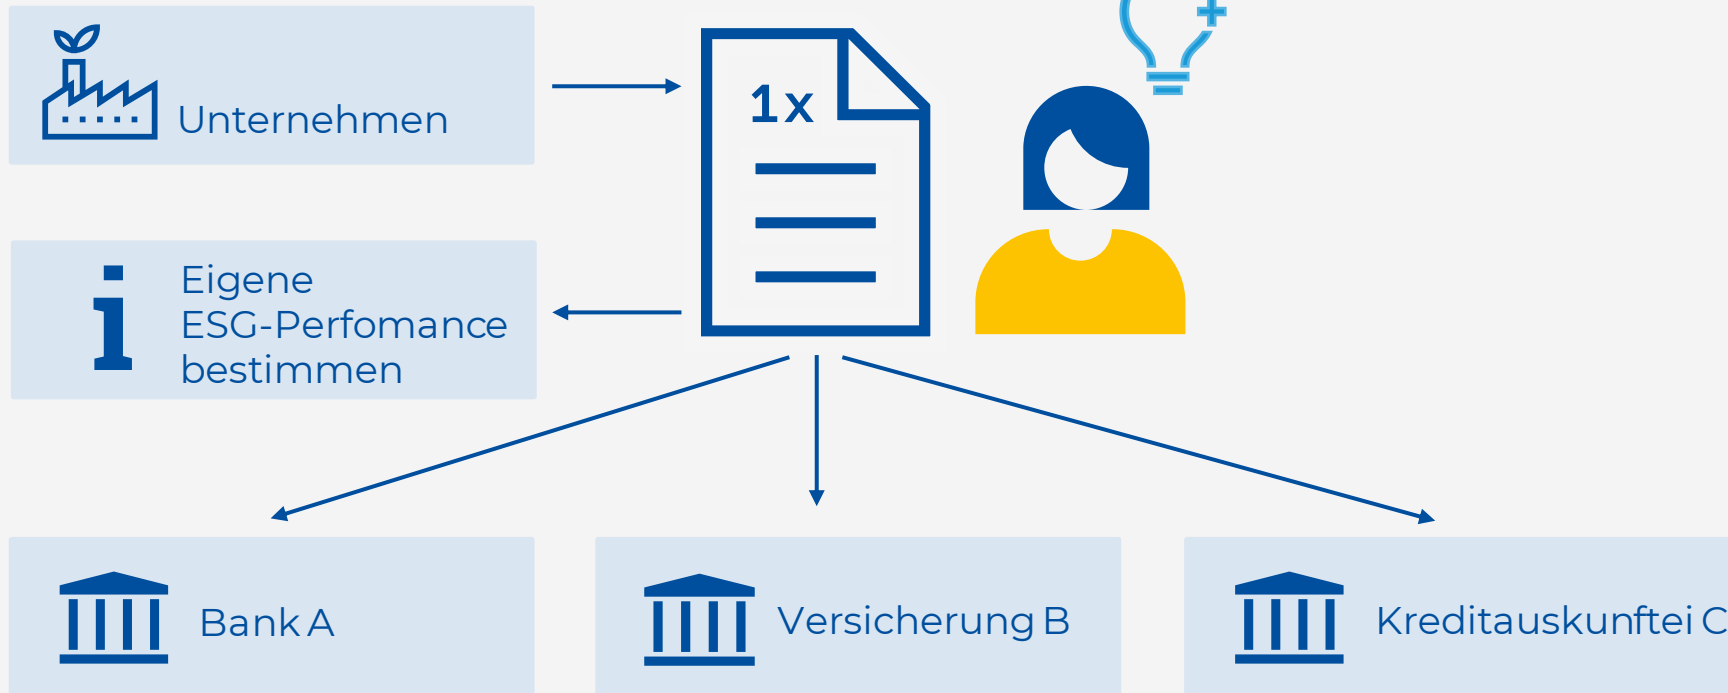 Unternehmen
1x
Eigene
ESG-Perfomance
bestimmen
Bank A
Versicherung B
Kreditauskunftei C